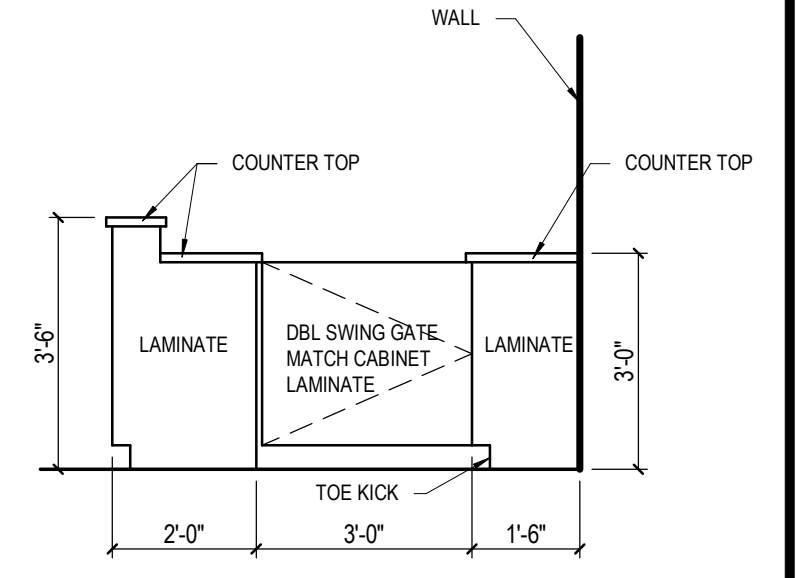 WALL
COUNTER TOP
COUNTER TOP
3'-6"
LAMINATE
DBL SWING GATE
MATCH CABINET
LAMINATE
LAMINATE
3'-0"
TOE KICK
2'-0"
3'-0"
1'-6"